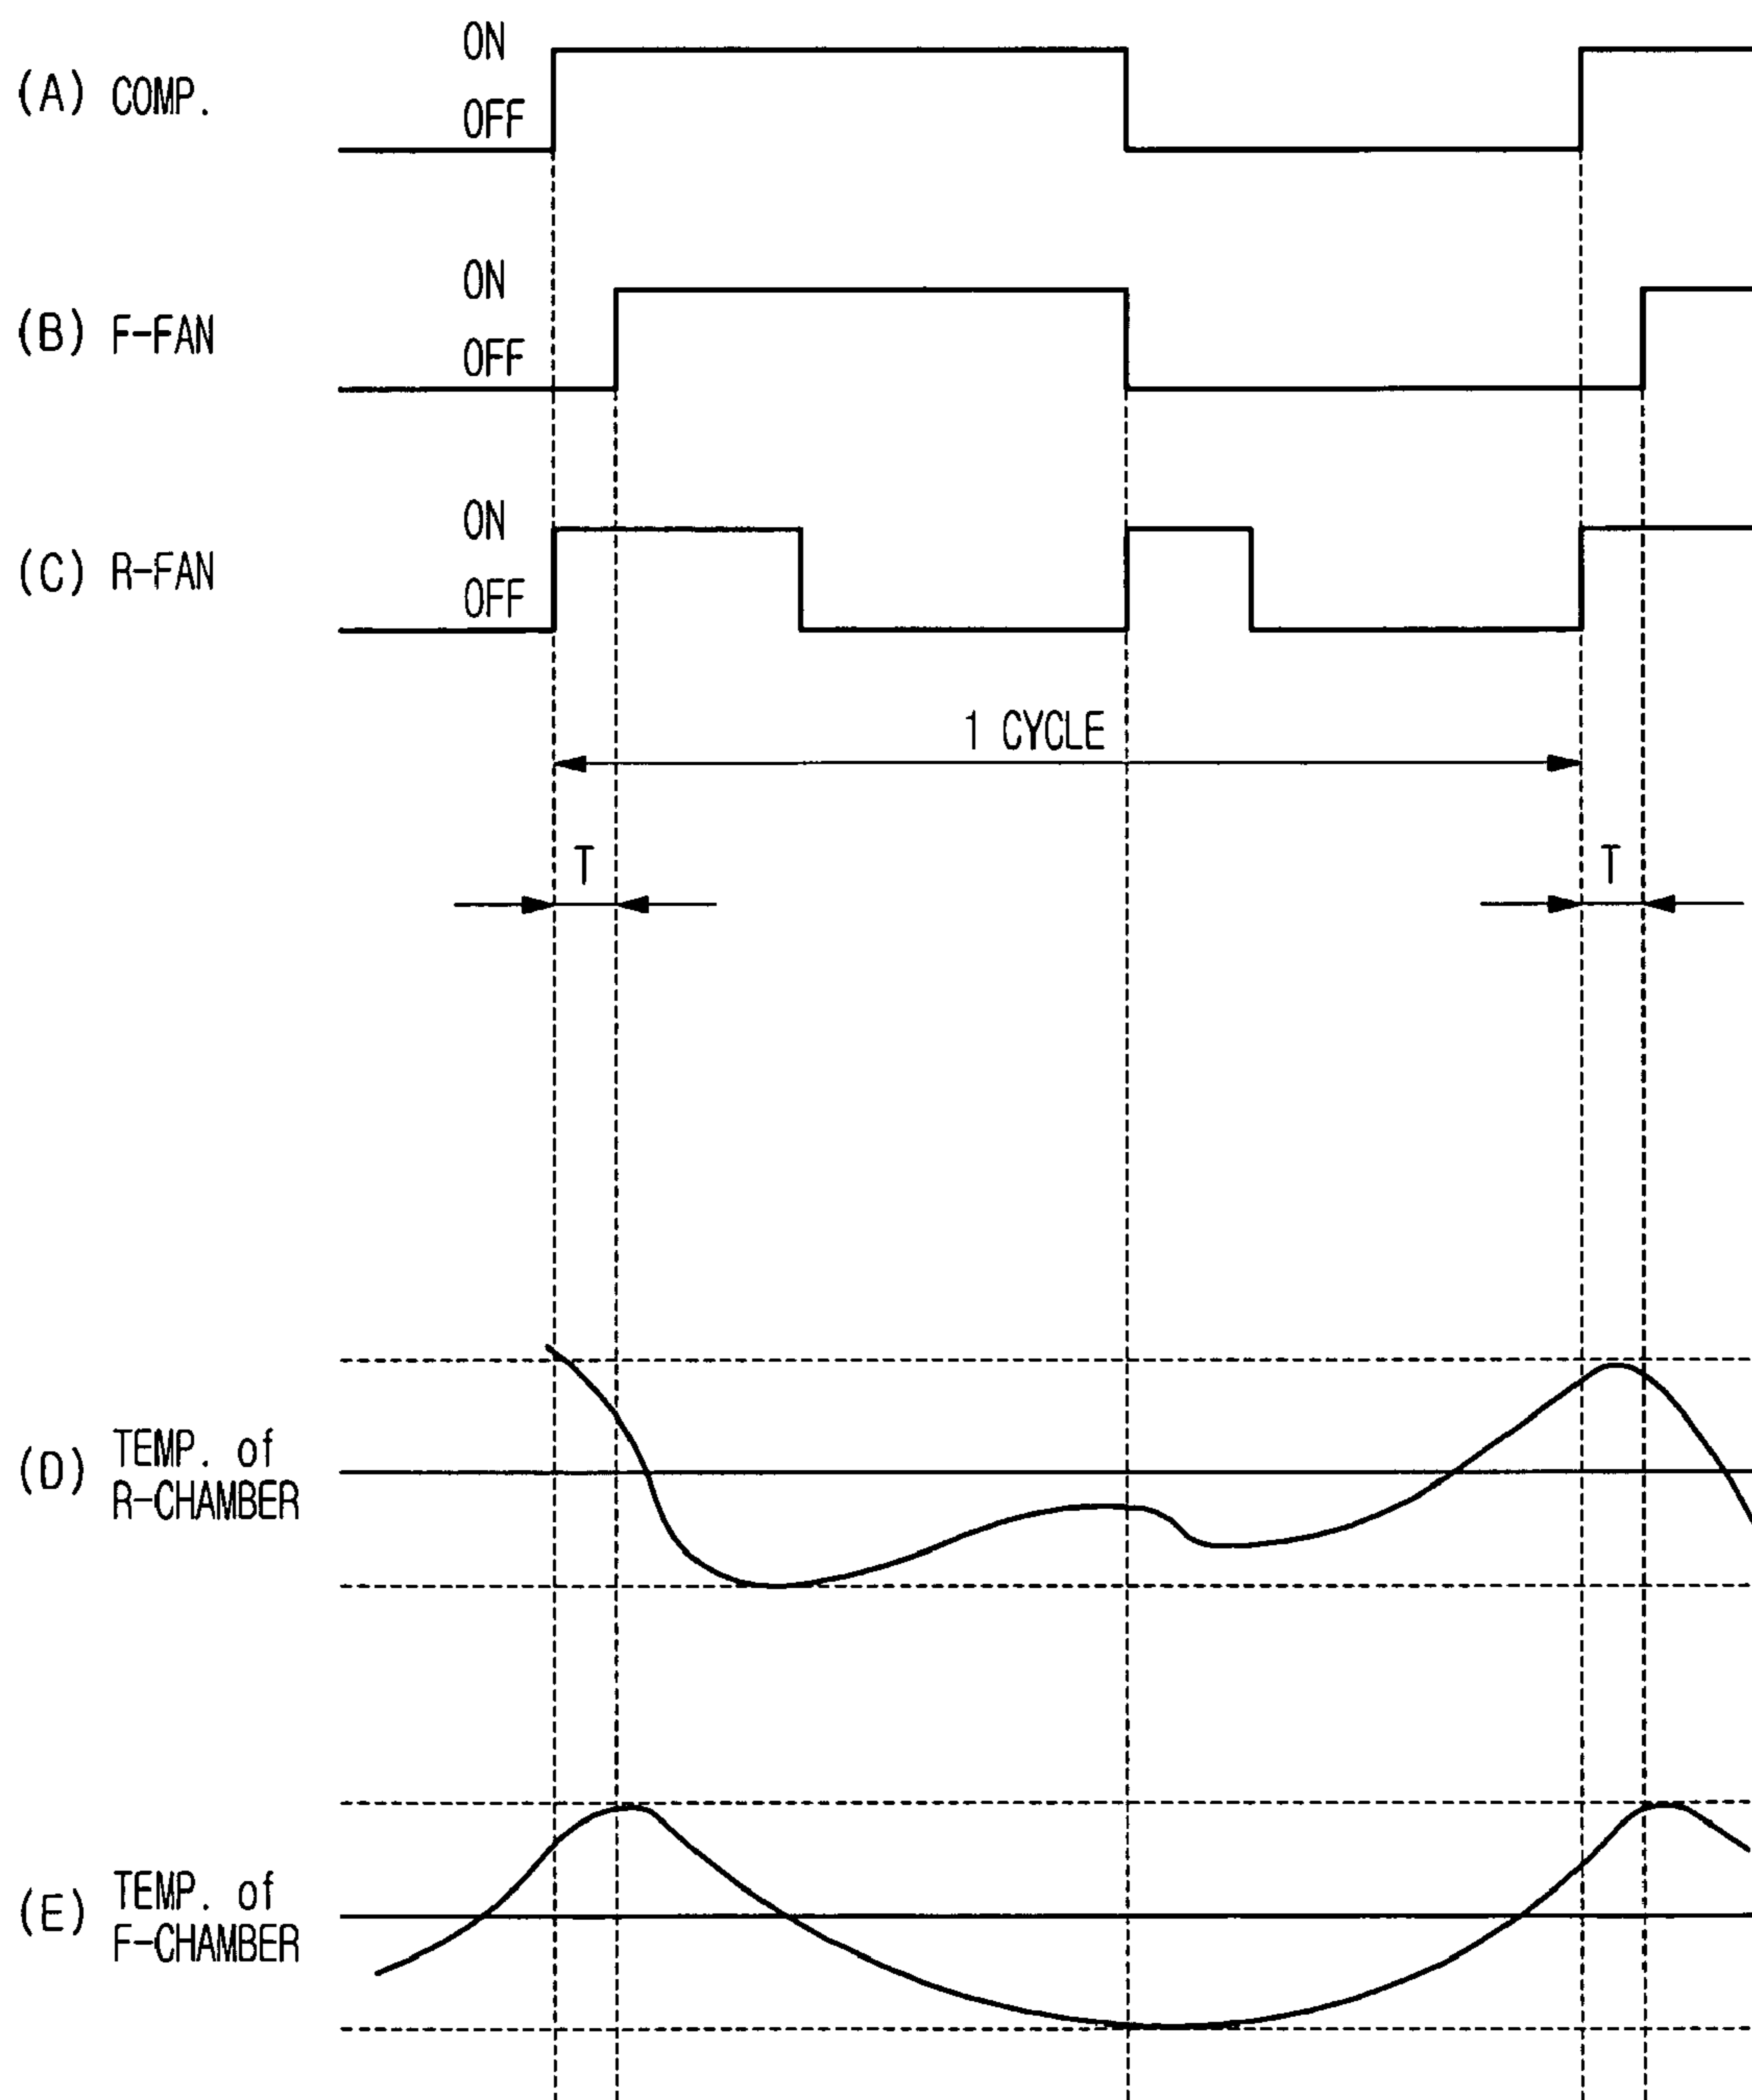 ON
(A) COMP.
OFF
ON
(B) F-FAN
OFF
ON
(C) R-FAN
OFF
1 CYCLE
T T
(D) TEMP. of
R-CHAMBER
(E) TEMP. of
F-CHAMBER